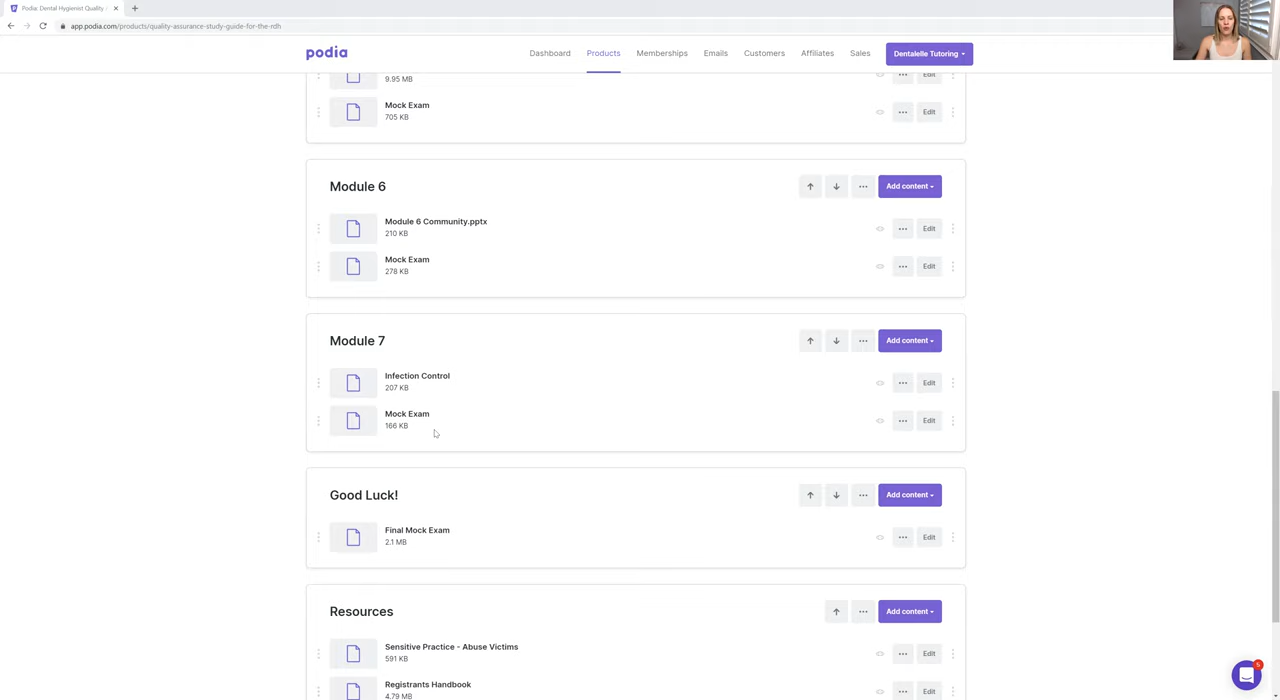 Podia: Dental Hygienist Quality
app.podia.com/products/quality-assurance-study-guide-for-the-rdh
podia
Dashboard
Products
Memberships
Emails
Customers
Affiliates
Sales
Dentalelle Tutoring
9.95 MB
Edit
Mock Exam
705 KB
Edit
Module 6
Add content
Module 6 Community.pptx
210 KB
Edit
Mock Exam
278 KB
Edit
Module 7
Add content
Infection Control
207 KB
Edit
Mock Exam
166 KB
Edit
Good Luck!
Add content
Final Mock Exam
2.1 MB
Edit
Resources
Add content
Sensitive Practice - Abuse Victims
591 KB
Edit
Registrants Handbook
4.79 MB
Edit
5